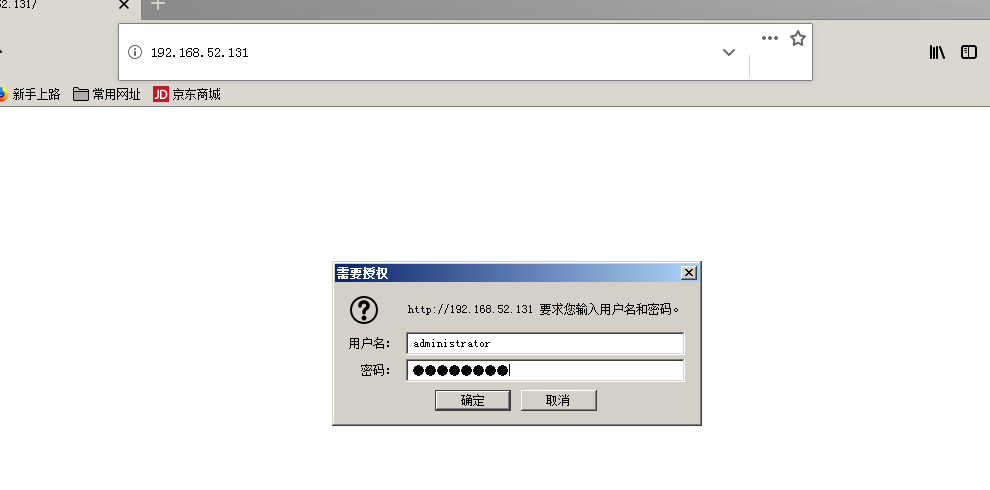 2.131/
192.168.52.131
新手上路 常用网址 JD 京东商城
需要授权
http://192.168.52.131 要求您输入用户名和密码。
用户名: administrator
密码: ●●●●●●●●
确定 取消